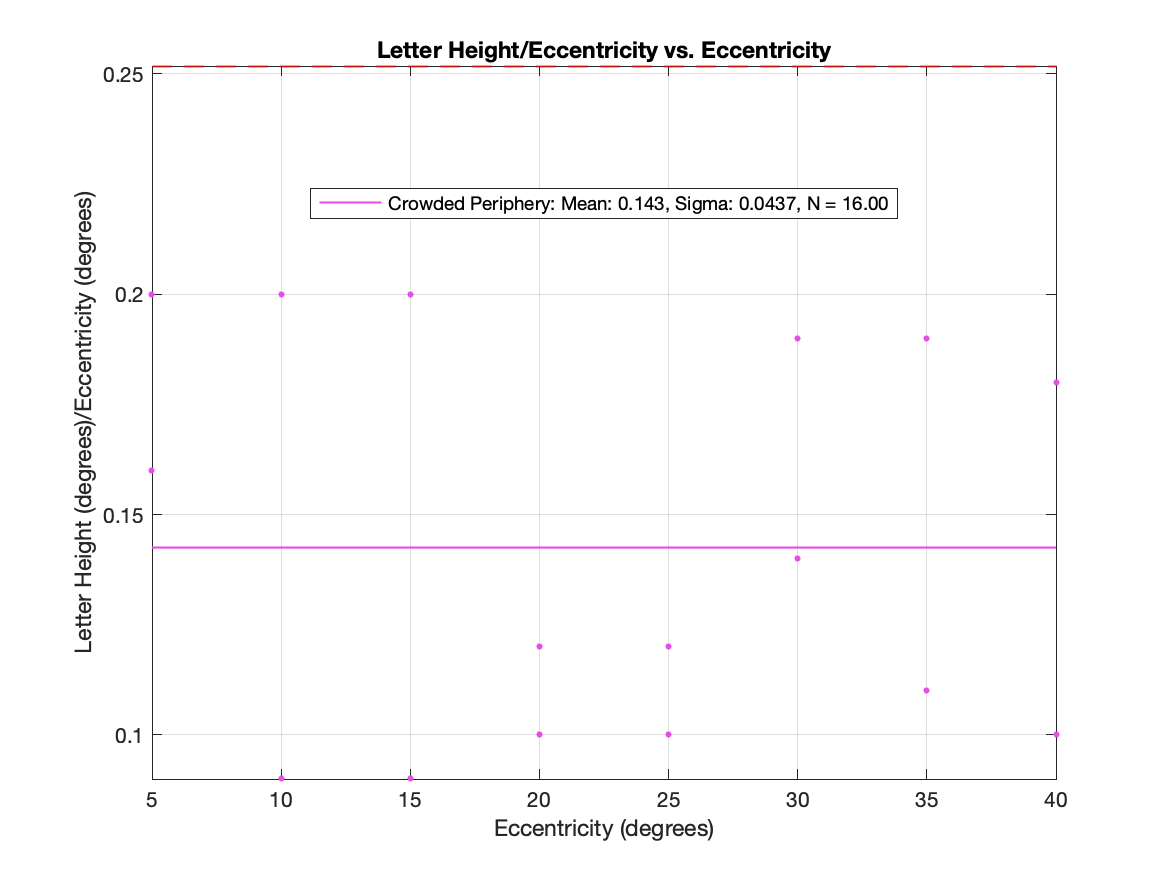 Letter Height/Eccentricity vs. Eccentricity
0.25
Crowded Periphery: Mean: 0.143, Sigma: 0.0437, N = 16.00
Letter Height (degrees)/Eccentricity (degrees)
0.2
0.15
0.1
5 10 15 20 25 30 35 40
Eccentricity (degrees)